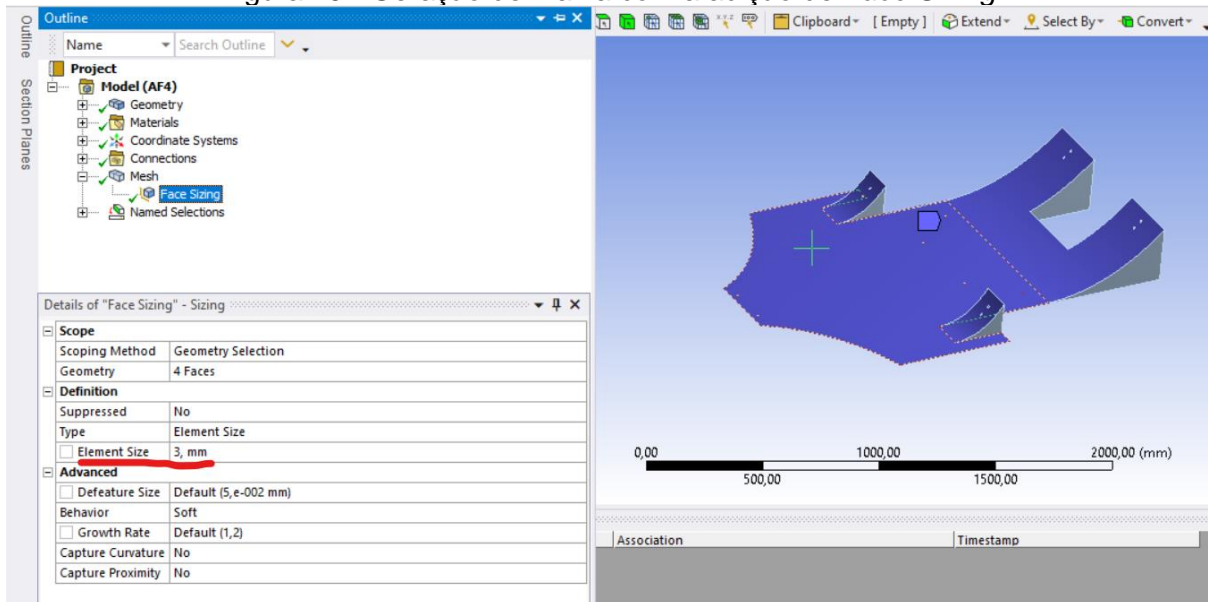 Outline
Name
Search Outline
Clipboard
[ Empty ]
Extend
Select By
Convert
Outline
Section Planes
Project
Model (AF4)
Geometry
Materials
Coordinate Systems
Connections
Mesh
Face Sizing
Named Selections
Details of "Face Sizing" - Sizing
Scope
Scoping Method Geometry Selection
Geometry 4 Faces
Definition
Suppressed No
Type Element Size
Element Size 3, mm
Advanced
Defeature Size Default (5,e-002 mm)
Behavior Soft
Growth Rate Default (1,2)
Capture Curvature No
Capture Proximity No
0,00 1000,00 2000,00 (mm)
500,00 1500,00
Association Timestamp